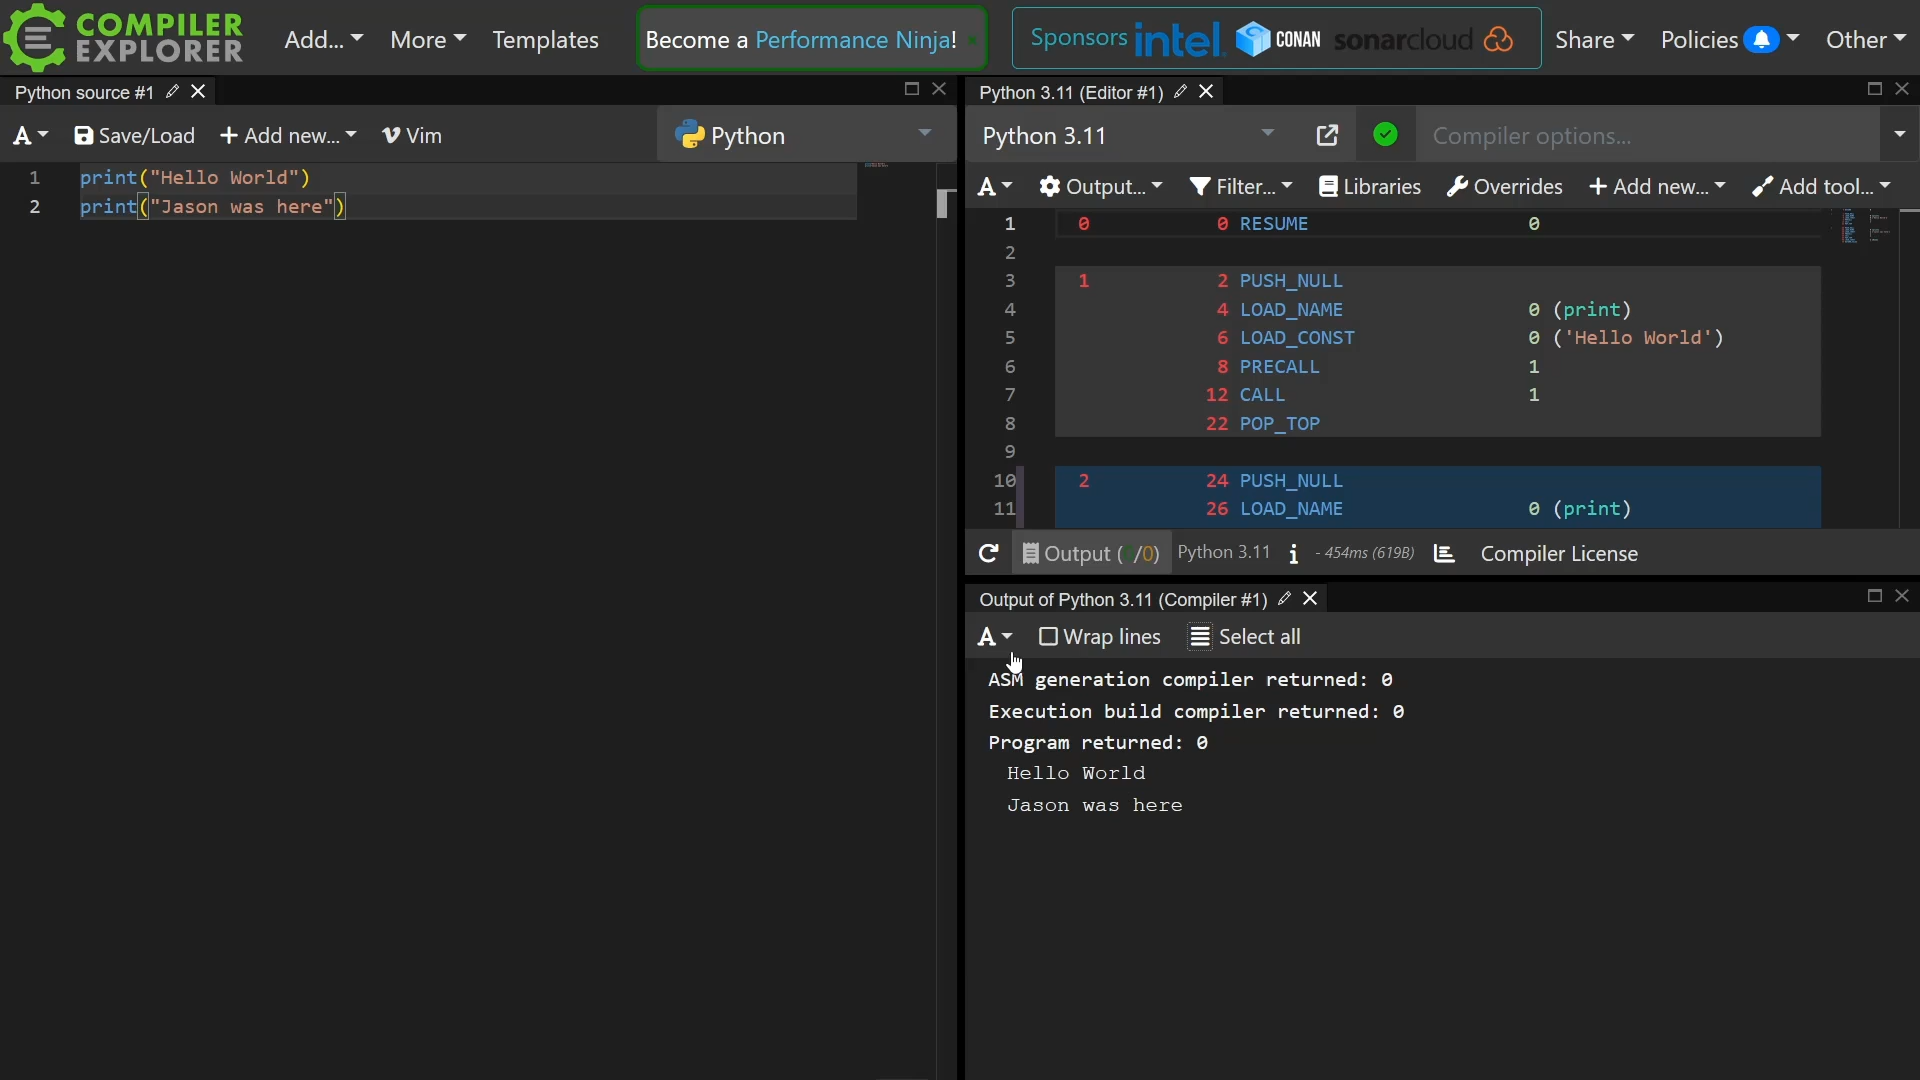 COMPILER
EXPLORER
Add...
More
Templates
Become a Performance Ninja!
Sponsors intel. CONAN sonarcloud
Share
Policies
Other
Python source #1
A
Save/Load
Add new...
Vim
Python
1 print("Hello World")
2 print("Jason was here")
Python 3.11 (Editor #1)
Python 3.11
Compiler options...
A
Output...
Filter...
Libraries
Overrides
Add new...
Add tool...
1 0 0 RESUME 0
2
3 1 2 PUSH_NULL
4 4 LOAD_NAME 0 (print)
5 6 LOAD_CONST 0 ('Hello World')
6 8 PRECALL 1
7 12 CALL 1
8 22 POP_TOP
9
10 2 24 PUSH_NULL
11 26 LOAD_NAME 0 (print)
Output ( /0) Python 3.11 i - 454ms (619B) Compiler License
Output of Python 3.11 (Compiler #1)
A
Wrap lines
Select all
ASM generation compiler returned: 0
Execution build compiler returned: 0
Program returned: 0
Hello World
Jason was here